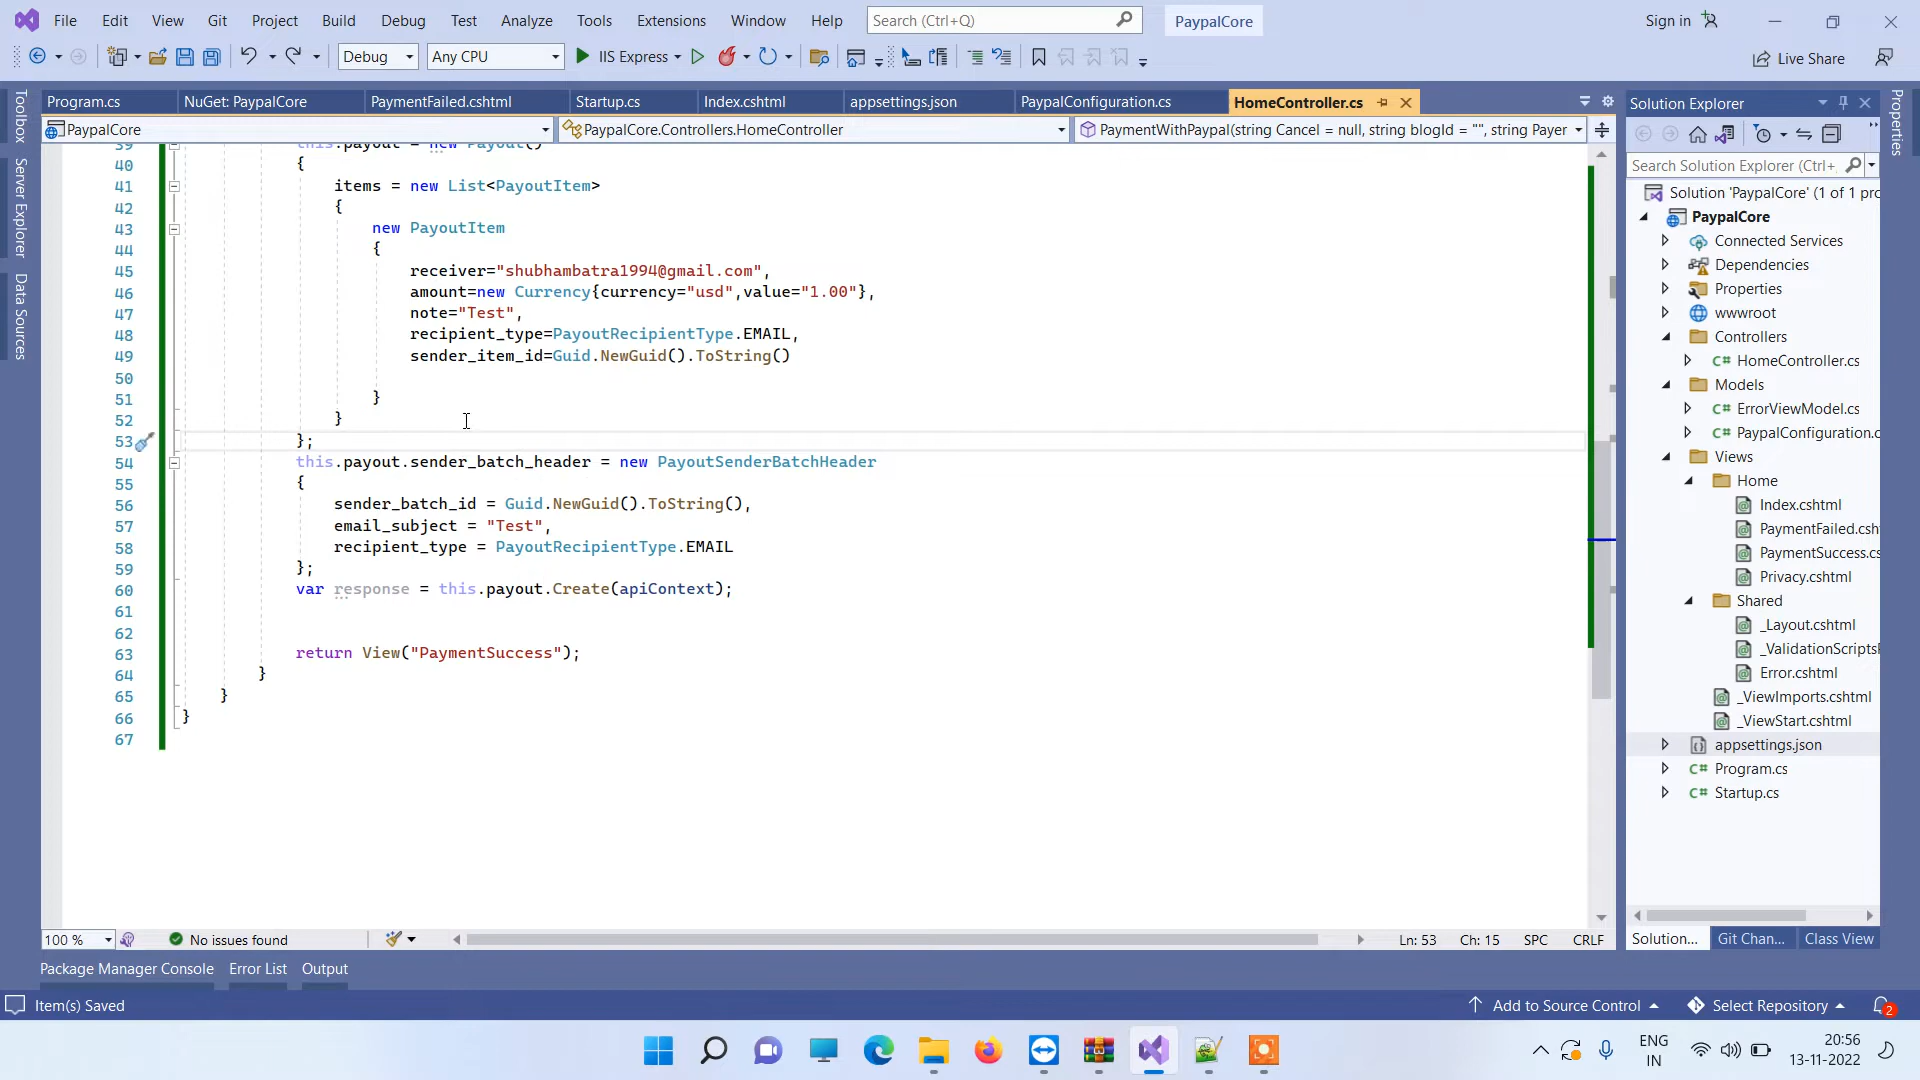 File Edit View Git Project Build Debug Test Analyze Tools Extensions Window Help Search (Ctrl+Q) PaypalCore Sign in
Debug Any CPU IIS Express Live Share
Program.cs NuGet: PaypalCore PaymentFailed.cshtml Startup.cs Index.cshtml appsettings.json PaypalConfiguration.cs HomeController.cs
PaypalCore PaypalCore.Controllers.HomeController PaymentWithPaypal(string Cancel = null, string blogId = "", string Payer
Toolbox
Server Explorer
Data Sources
39 this.payout = new Payout()
40 {
41 items = new List<PayoutItem>
42 {
43 new PayoutItem
44 {
45 receiver="shubhambatra1994@gmail.com",
46 amount=new Currency{currency="usd",value="1.00"},
47 note="Test",
48 recipient_type=PayoutRecipientType.EMAIL,
49 sender_item_id=Guid.NewGuid().ToString()
50
51 }
52 }
53 };
54 this.payout.sender_batch_header = new PayoutSenderBatchHeader
55 {
56 sender_batch_id = Guid.NewGuid().ToString(),
57 email_subject = "Test",
58 recipient_type = PayoutRecipientType.EMAIL
59 };
60 var response = this.payout.Create(apiContext);
61
62
63 return View("PaymentSuccess");
64 }
65 }
66 }
67
100 % No issues found Ln: 53 Ch: 15 SPC CRLF
Package Manager Console Error List Output
Solution Explorer
Search Solution Explorer (Ctrl+
Solution 'PaypalCore' (1 of 1 pro
PaypalCore
Connected Services
Dependencies
Properties
wwwroot
Controllers
C# HomeController.cs
Models
C# ErrorViewModel.cs
C# PaypalConfiguration.c
Views
Home
Index.cshtml
PaymentFailed.csh
PaymentSuccess.cs
Privacy.cshtml
Shared
_Layout.cshtml
_ValidationScriptsP
Error.cshtml
_ViewImports.cshtml
_ViewStart.cshtml
appsettings.json
C# Program.cs
C# Startup.cs
Solution... Git Chan... Class View
Properties
Item(s) Saved Add to Source Control Select Repository 2
ENG
IN
20:56
13-11-2022